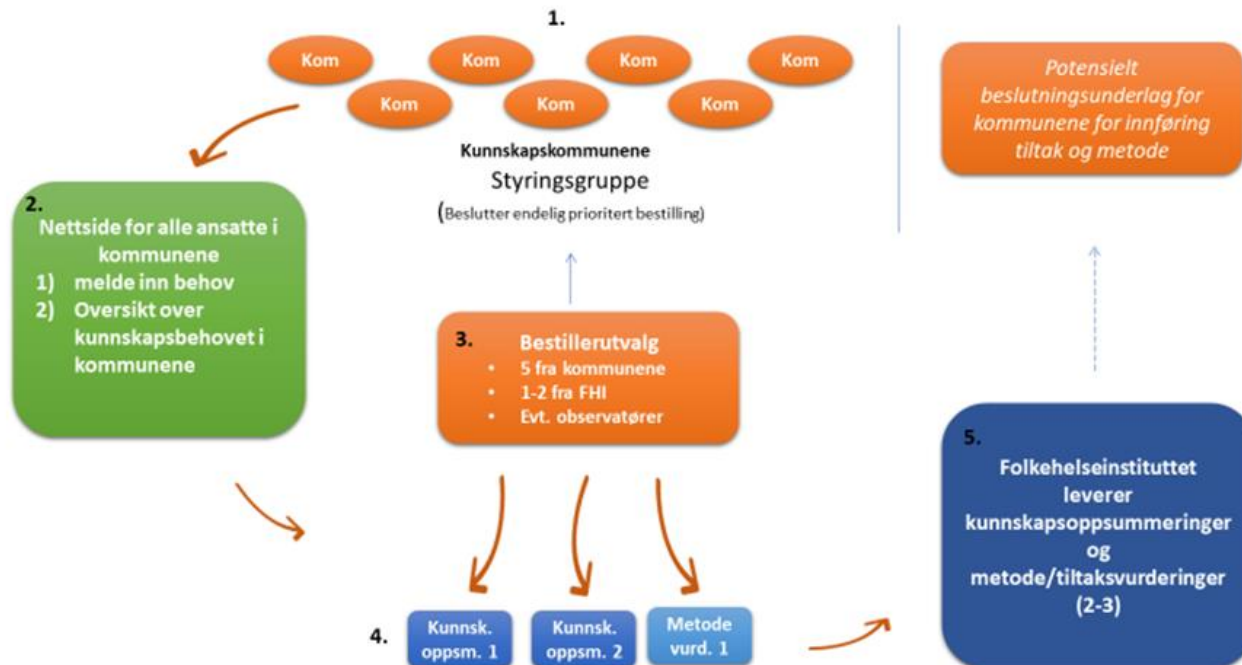 1.
Kom
Kom
Kom
Kom
Kom
Kom
Kom
Kunnskapskommunene
Styringsgruppe
(Beslutter endelig prioritert bestilling)
Potensielt
beslutningsunderlag for
kommunene for innføring
tiltak og metode
2.
Nettside for alle ansatte i
kommunene
1) melde inn behov
2) Oversikt over
kunnskapsbehovet i
kommunene
3.
Bestillerutvalg
• 5 fra kommunene
• 1-2 fra FHI
• Evt. observatører
4.
Kunnsk.
oppsm. 1
Kunnsk.
oppsm. 2
Metode
vurd. 1
5.
Folkehelseinstituttet
leverer
kunnskapsoppsummeringer
og
metode/tiltaksvurderinger
(2-3)